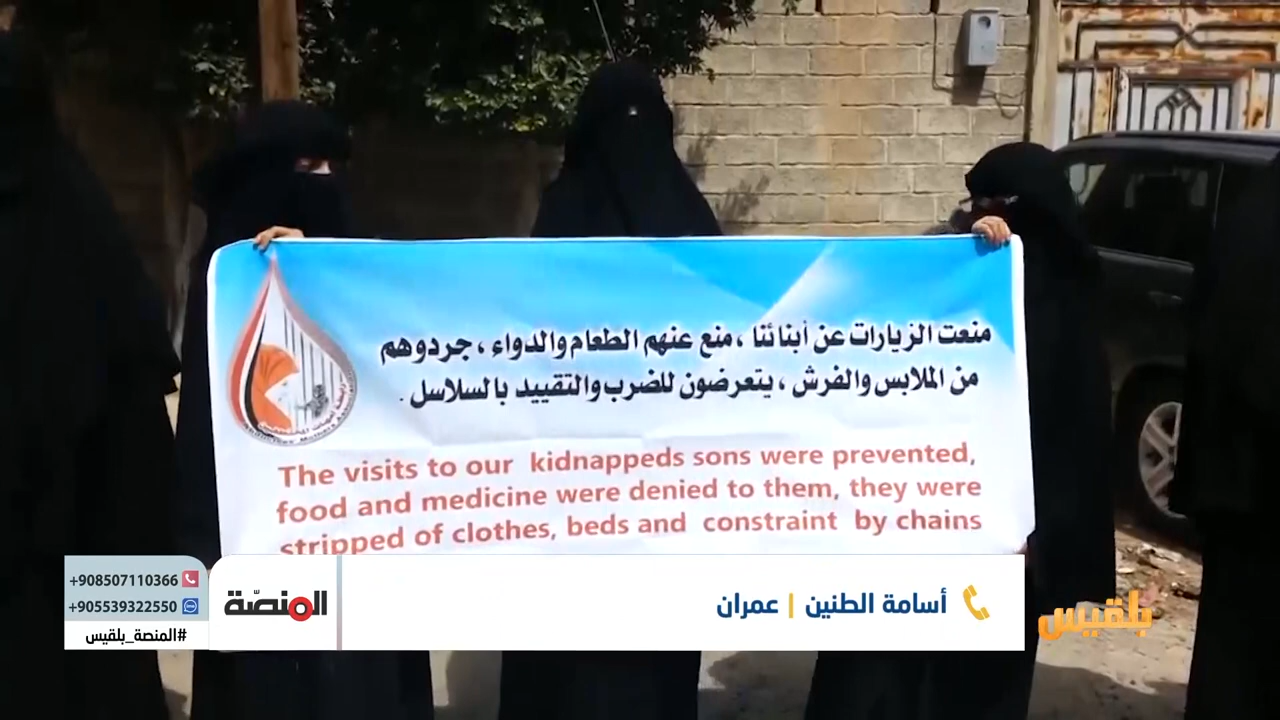 منعت الزيارات عن أبنائنا ، منع عنهم الطعام والدواء ، جردوهم
من الملابس والفرش ، يتعرضون للضرب والتقييد بالسلاسل .
The visits to our kidnappeds sons were prevented,
food and medicine were denied to them, they were
stripped of clothes, beds and constraint by chains
+908507110366
+905539322550
#المنصة_بلقيس
المنصّة
أسامة الطنين | عمران
بلقيس